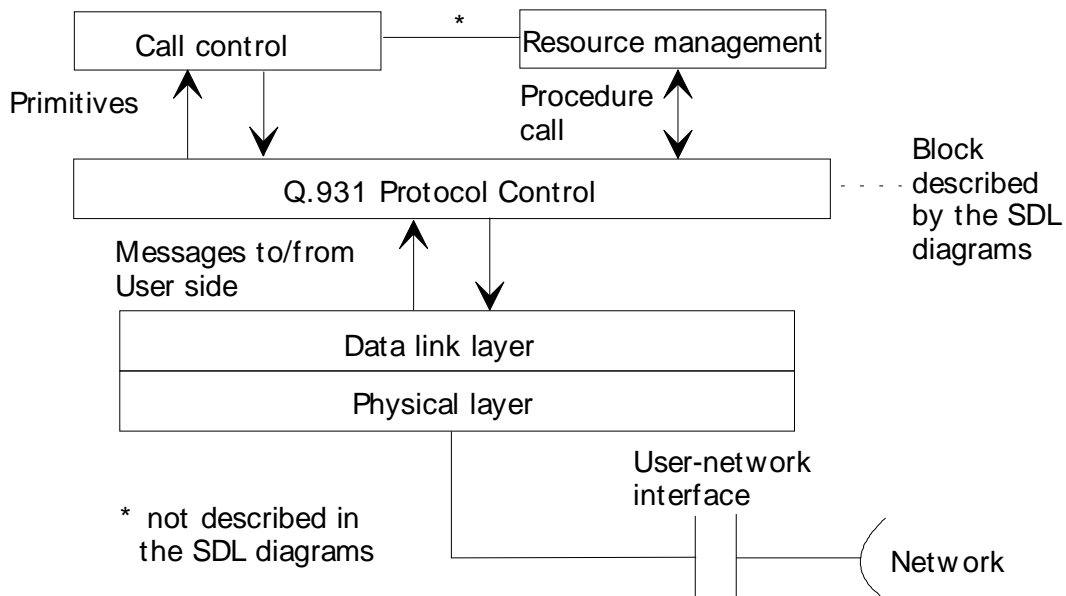 *
Call control
Resource management
Primitives
Procedure
call
Q.931 Protocol Control
Block
described
by the SDL
diagrams
Messages to/from
User side
Data link layer
Physical layer
User-network
interface
* not described in
the SDL diagrams
Network